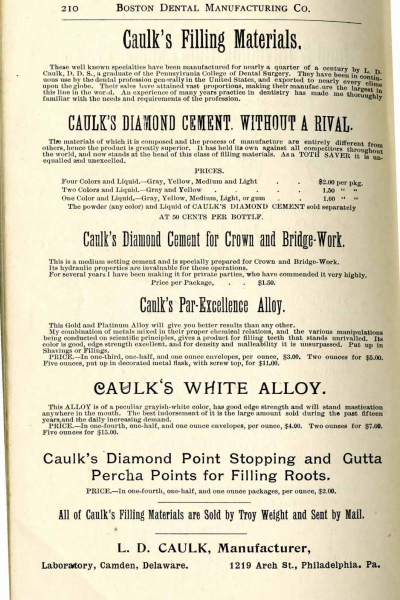 210 BOSTON DENTAL MANUFACTURING CO.
Caulk's Filling Materials.
These well known specialties have been manufactured for nearly a quarter of a century by L. D.
Caulk, D. D. S., a graduate of the Pennsylvania College of Dental Surgery. They have been in contin-
uous use by the dental profession generally in the United States, and exported to nearly every clime
upon the globe. Their sales have attained vast proportions, making their manufacture the largest in
this line in the world. An experience of many years practice in dentistry has made me thoroughly
familiar with the needs and requirements of the profession.
CAULK'S DIAMOND CEMENT. WITHOUT A RIVAL.
The materials of which it is composed and the process of manufacture are entirely different from
others, hence the product is greatly superior. It has held its own against all competitors throughout
the world, and now stands at the head of this class of filling materials. As a TOTH SAVER it is un-
equalled and unexcelled.
PRICES.
Four Colors and Liquid.—Gray, Yellow, Medium and Light . . $2.00 per pkg.
Two Colors and Liquid.—Gray and Yellow . . . . 1.50 " "
One Color and Liquid.—Gray, Yellow, Medium, Light, or gum . 1.00 " "
The powder (any color) and Liquid of CAULK'S DIAMOND CEMENT sold separately
AT 50 CENTS PER BOTTLF.
Caulk's Diamond Cement for Crown and Bridge-Work.
This is a medium setting cement and is specially prepared for Crown and Bridge-Work.
Its hydraulic properties are invaluable for these operations.
For several years I have been making it for private parties, who have commended it very highly.
Price per Package, . . $1.50.
Caulk's Par-Excellence Alloy.
This Gold and Platinum Alloy will give you better results than any other.
My combination of metals mixed in their proper chemical relations, and the various manipulations
being conducted on scientific principles, gives a product for filling teeth that stands unrivalled. Its
color is good, edge strength excellent, and for density and malleability it is unsurpassed. Put up in
Shavings or Filings.
PRICE.—In one-third, one-half, and one ounce envelopes, per ounce, $3.00. Two ounces for $5.00.
Five ounces, put up in decorated metal flask, with screw top, for $11.00.
CAULK'S WHITE ALLOY.
This ALLOY is of a peculiar grayish-white color, has good edge strength and will stand mastication
anywhere in the mouth. The best indorsement of it is the large amount sold during the past fifteen
years,and the daily increasing demand.
PRICE.—In one-fourth, one-half, and one ounce envelopes, per ounce, $4.00. Two ounces for $7.00.
Five ounces for $15.00.
Caulk's Diamond Point Stopping and Gutta
Percha Points for Filling Roots.
PRICE.—In one-fourth, one-half, and one ounce packages, per ounce, $2.00.
All of Caulk's Filling Materials are Sold by Troy Weight and Sent by Mail.
L. D. CAULK, Manufacturer,
Laboratory, Camden, Delaware. 1219 Arch St., Philadelphia. Pa.